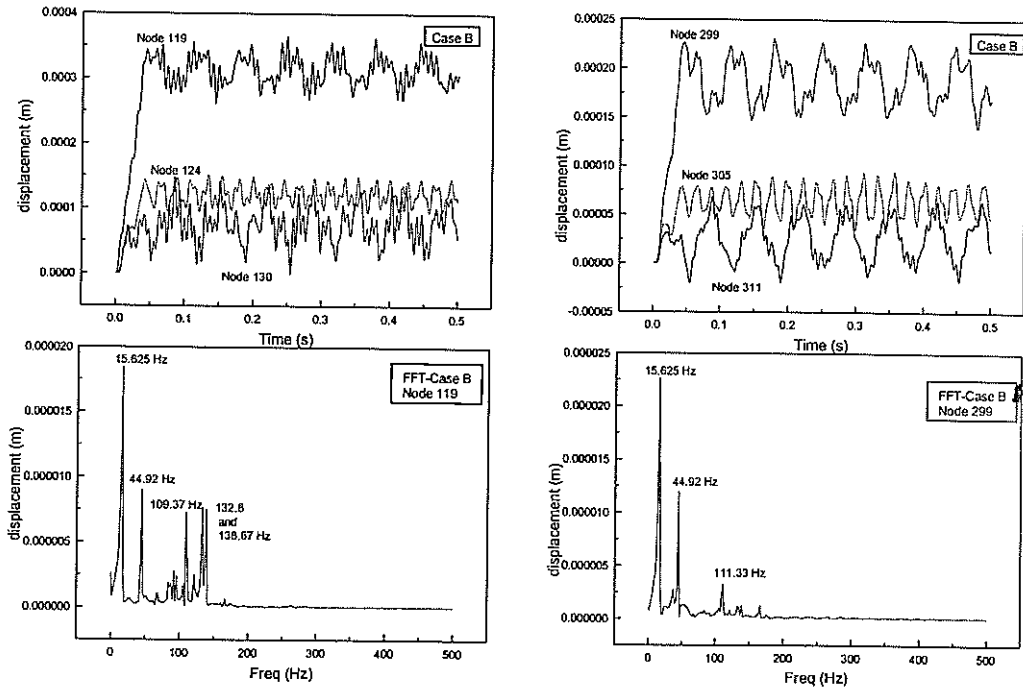 0.0004
0.0003
0.0002
0.0001
0.0000
displacement (m)
Node 119
Case B
Node 124
Node 130
0.0 0.1 0.2 0.3 0.4 0.5
Time (s)
0.00025
0.00020
0.00015
0.00010
0.00005
0.00000
-0.00005
displacement (m)
Node 299
Case B
Node 305
Node 311
0.0 0.1 0.2 0.3 0.4 0.5
Time (s)
0.000020
0.000015
0.000010
0.000005
0.000000
displacement (m)
15.625 Hz
FFT-Case B
Node 119
44.92 Hz
109.37 Hz
132.8
and
138.67 Hz
0 100 200 300 400 500
Freq (Hz)
0.000025
0.000020
0.000015
0.000010
0.000005
0.000000
displacement (m)
15.625 Hz
FFT-Case B
Node 299
44.92 Hz
111.33 Hz
0 100 200 300 400 500
Freq (Hz)